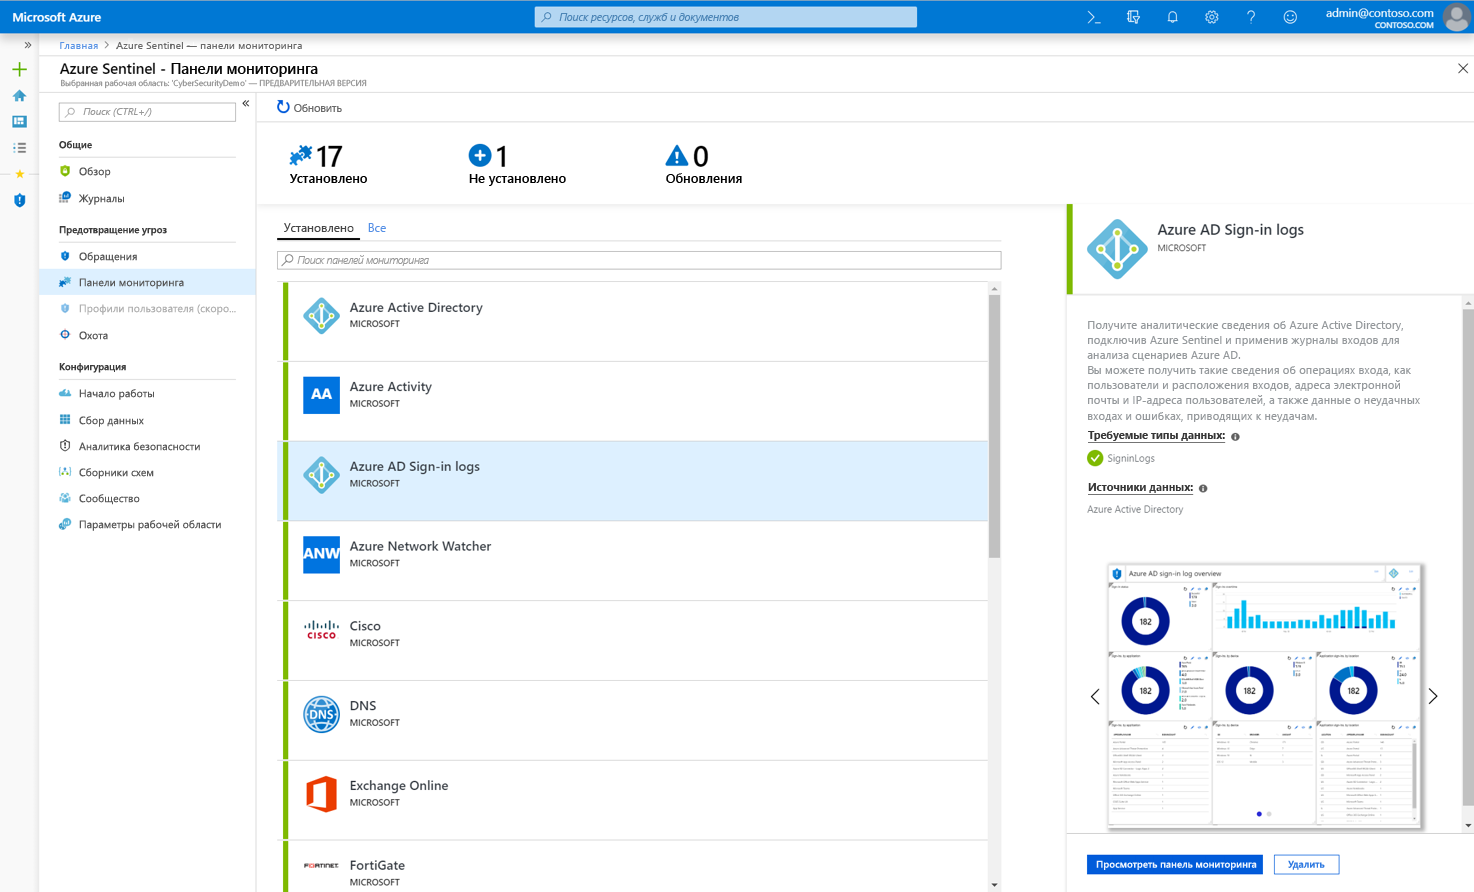 Microsoft Azure
Поиск ресурсов, служб и документов
admin@contoso.com
CONTOSO.COM
Главная > Azure Sentinel — панели мониторинга
Azure Sentinel - Панели мониторинга
Выбранная рабочая область: 'CyberSecurityDemo' — ПРЕДВАРИТЕЛЬНАЯ ВЕРСИЯ
Поиск (CTRL+/)
Общие
Обзор
Журналы
Предотвращение угроз
Обращения
Панели мониторинга
Профили пользователя (скоро...
Охота
Конфигурация
Начало работы
Сбор данных
Аналитика безопасности
Сборники схем
Сообщество
Параметры рабочей области
Обновить
17
Установлено
1
Не установлено
0
Обновления
Установлено
Все
Поиск панелей мониторинга
Azure Active Directory
MICROSOFT
AA
Azure Activity
MICROSOFT
Azure AD Sign-in logs
MICROSOFT
ANW
Azure Network Watcher
MICROSOFT
CISCO
Cisco
MICROSOFT
DNS
DNS
MICROSOFT
Exchange Online
MICROSOFT
FORTINET
FortiGate
MICROSOFT
Azure AD Sign-in logs
MICROSOFT
Получите аналитические сведения об Azure Active Directory,
подключив Azure Sentinel и применив журналы входов для
анализа сценариев Azure AD.
Вы можете получить такие сведения об операциях входа, как
пользователи и расположения входов, адреса электронной
почты и IP-адреса пользователей, а также данные о неудачных
входах и ошибках, приводящих к неудачам.
Требуемые типы данных:
SigninLogs
Источники данных:
Azure Active Directory
Azure AD sign-in log overview
182
182
182
182
Просмотреть панель мониторинга
Удалить